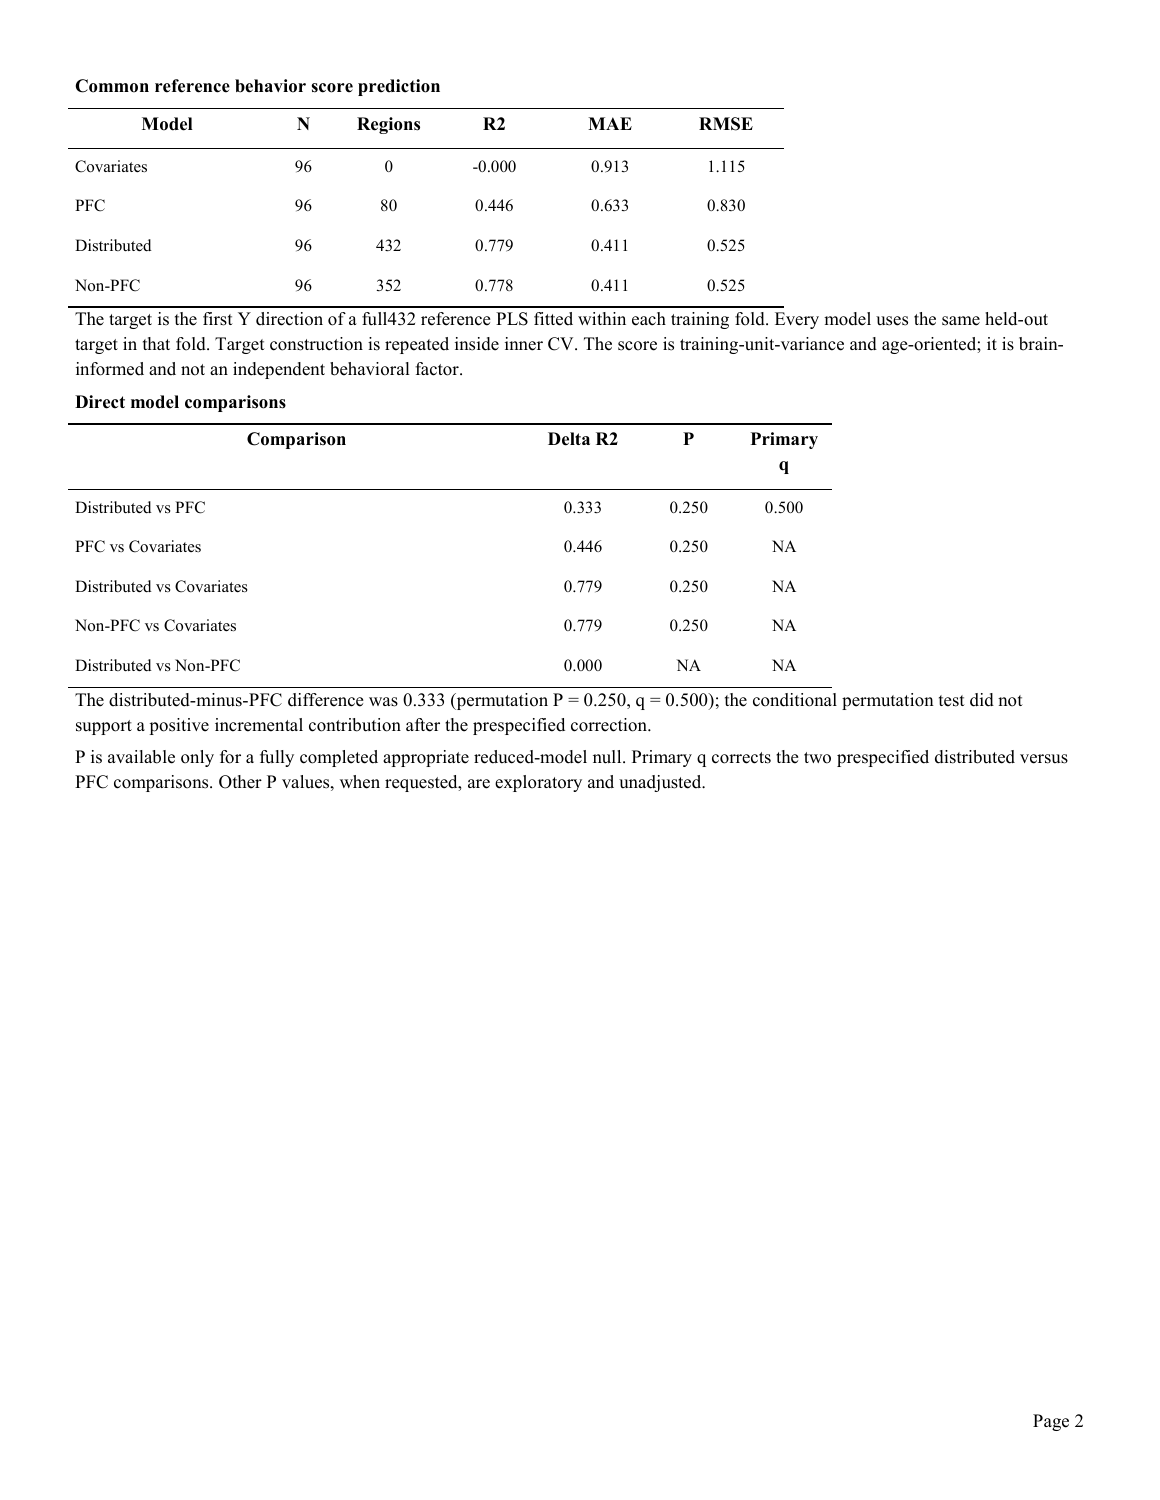 Common reference behavior score prediction
Model N Regions R2 MAE RMSE
Covariates 96 0 -0.000 0.913 1.115
PFC 96 80 0.446 0.633 0.830
Distributed 96 432 0.779 0.411 0.525
Non-PFC 96 352 0.778 0.411 0.525
The target is the first Y direction of a full432 reference PLS fitted within each training fold. Every model uses the same held-out
target in that fold. Target construction is repeated inside inner CV. The score is training-unit-variance and age-oriented; it is brain-
informed and not an independent behavioral factor.
Direct model comparisons
Comparison Delta R2 P Primary
q
Distributed vs PFC 0.333 0.250 0.500
PFC vs Covariates 0.446 0.250 NA
Distributed vs Covariates 0.779 0.250 NA
Non-PFC vs Covariates 0.779 0.250 NA
Distributed vs Non-PFC 0.000 NA NA
The distributed-minus-PFC difference was 0.333 (permutation P = 0.250, q = 0.500); the conditional permutation test did not
support a positive incremental contribution after the prespecified correction.
P is available only for a fully completed appropriate reduced-model null. Primary q corrects the two prespecified distributed versus
PFC comparisons. Other P values, when requested, are exploratory and unadjusted.
Page 2